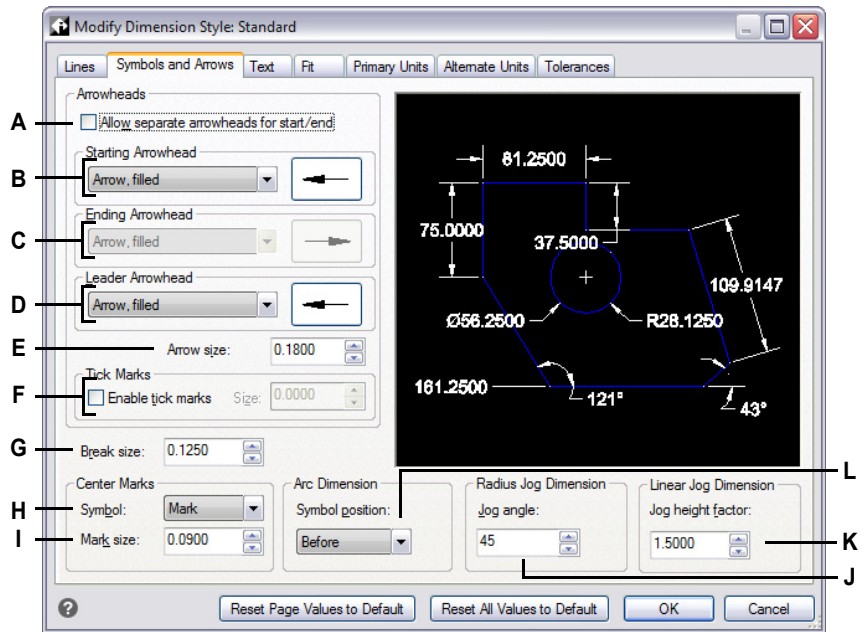 Modify Dimension Style: Standard
Lines Symbols and Arrows Text Fit Primary Units Alternate Units Tolerances
Arrowheads
A Allow separate arrowheads for start/end
Starting Arrowhead
B Arrow, filled
Ending Arrowhead
C Arrow, filled
Leader Arrowhead
D Arrow, filled
E Arrow size: 0.1800
Tick Marks
F Enable tick marks Size: 0.0000
G Break size: 0.1250
81.2500
75.0000
37.5000
109.9147
Ø56.2500
R28.1250
161.2500
121°
43°
L
Center Marks
H Symbol: Mark
I Mark size: 0.0900
Arc Dimension
Symbol position:
Before
Radius Jog Dimension
Jog angle:
45
J
Linear Jog Dimension
Jog height factor:
1.5000
K
? Reset Page Values to Default Reset All Values to Default OK Cancel